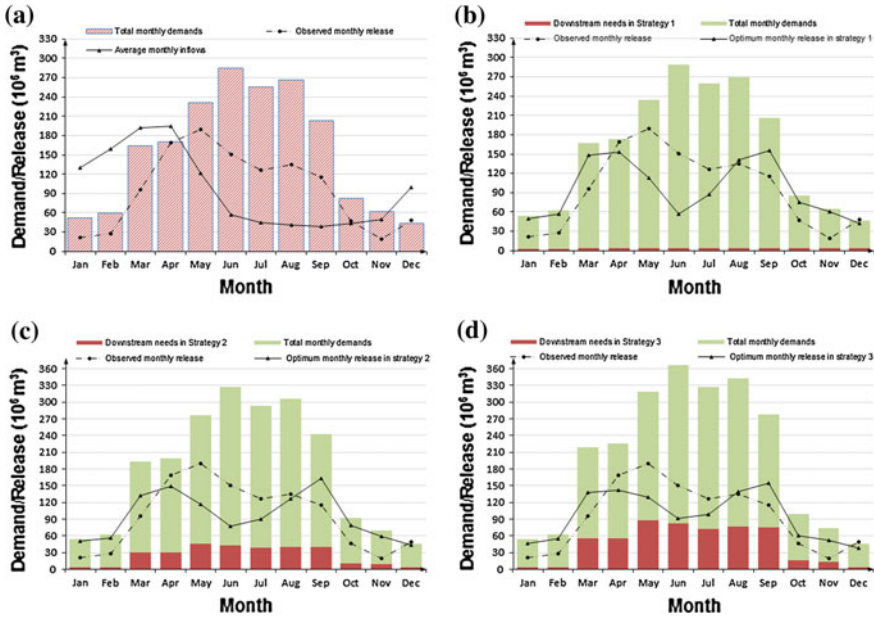 (a)
Total monthly demands
Observed monthly release
Average monthly inflows
Demand/Release (10⁶ m³)
330
300
270
240
210
180
150
120
90
60
30
0
Jan Feb Mar Apr May Jun Jul Aug Sep Oct Nov Dec
Month
(b)
Downstream needs in Strategy 1
Total monthly demands
Observed monthly release
Optimum monthly release in strategy 1
Demand/Release (10⁶ m³)
330
300
270
240
210
180
150
120
90
60
30
0
Jan Feb Mar Apr May Jun Jul Aug Sep Oct Nov Dec
Month
(c)
Downstream needs in Strategy 2
Total monthly demands
Observed monthly release
Optimum monthly release in strategy 2
Demand/Release (10⁶ m³)
360
330
300
270
240
210
180
150
120
90
60
30
0
Jan Feb Mar Apr May Jun Jul Aug Sep Oct Nov Dec
Month
(d)
Downstream needs in Strategy 3
Total monthly demands
Observed monthly release
Optimum monthly release in strategy 3
Demand/Release (10⁶ m³)
360
330
300
270
240
210
180
150
120
90
60
30
0
Jan Feb Mar Apr May Jun Jul Aug Sep Oct Nov Dec
Month